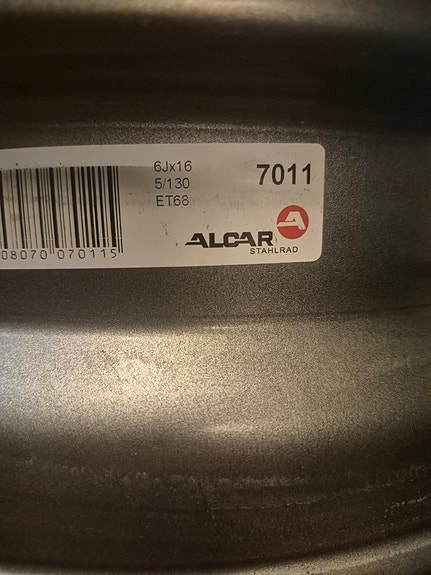 6Jx16
5/130
ET68
7011
ALCAR
STAHLRAD
08070 070115